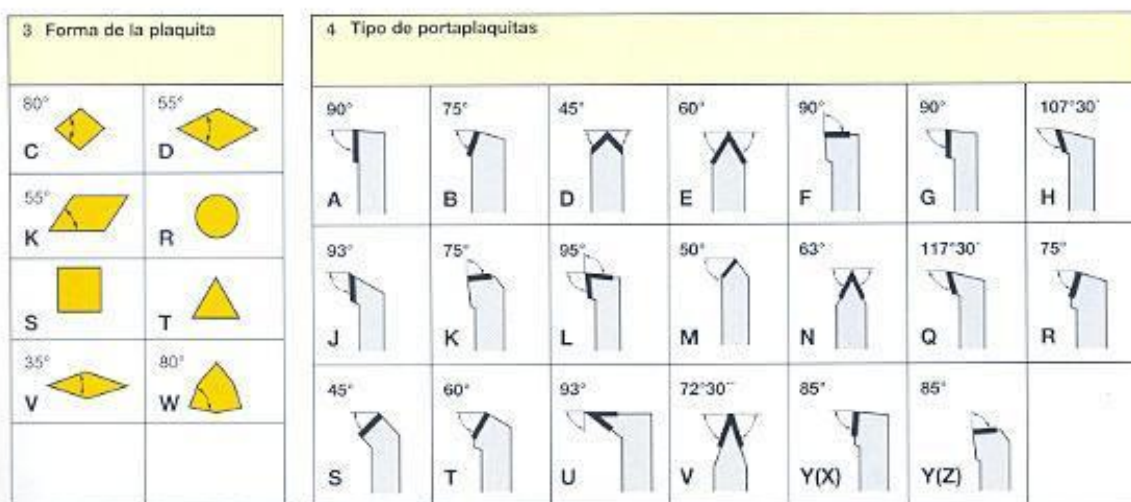 3 Forma de la plaquita
80° 55°
C D
55°
K R
S T
35° 80°
V W
4 Tipo de portaplaquitas
90° 75° 45° 60° 90° 90° 107°30´
A B D E F G H
93° 75° 95° 50° 63° 117°30´ 75°
J K L M N Q R
45° 60° 93° 72°30´ 85° 85°
S T U V Y(X) Y(Z)